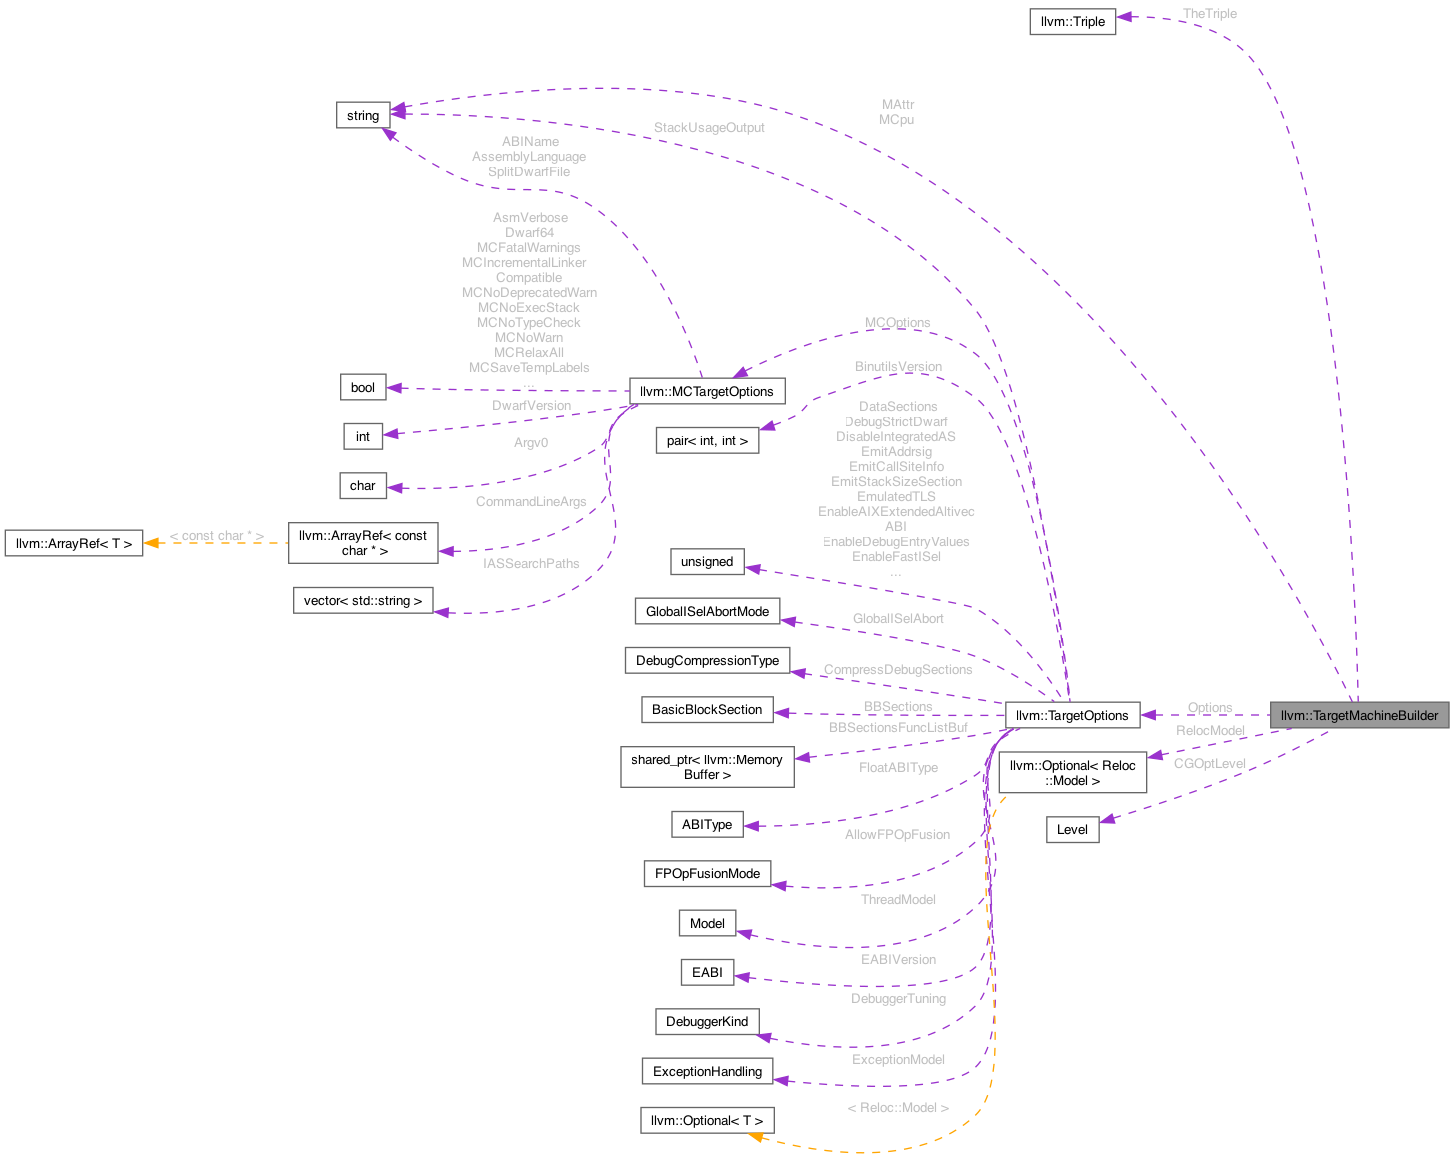 TheTriple
llvm::Triple
MAttr
MCpu
string
StackUsageOutput
ABIName
AssemblyLanguage
SplitDwarfFile
AsmVerbose
Dwarf64
MCFatalWarnings
MCIncrementalLinker
Compatible
MCNoDeprecatedWarn
MCNoExecStack
MCNoTypeCheck
MCNoWarn
MCRelaxAll
MCSaveTempLabels
...
MCOptions
BinutilsVersion
bool
llvm::MCTargetOptions
DwarfVersion
int
pair< int, int >
Argv0
char
DataSections
DebugStrictDwarf
DisableIntegratedAS
EmitAddrsig
EmitCallSiteInfo
EmitStackSizeSection
EmulatedTLS
EnableAIXExtendedAltivec
ABI
EnableDebugEntryValues
EnableFastISel
...
CommandLineArgs
llvm::ArrayRef< T >
< const char * >
llvm::ArrayRef< const
char * >
IASSearchPaths
vector< std::string >
unsigned
GlobalISelAbortMode
GlobalISelAbort
DebugCompressionType
CompressDebugSections
BasicBlockSection
BBSections
llvm::TargetOptions
Options
llvm::TargetMachineBuilder
BBSectionsFuncListBuf
RelocModel
shared_ptr< llvm::Memory
Buffer >
FloatABIType
llvm::Optional< Reloc
::Model >
CGOptLevel
ABIType
Level
AllowFPOpFusion
FPOpFusionMode
ThreadModel
Model
EABIVersion
EABI
DebuggerTuning
DebuggerKind
ExceptionModel
ExceptionHandling
< Reloc::Model >
llvm::Optional< T >